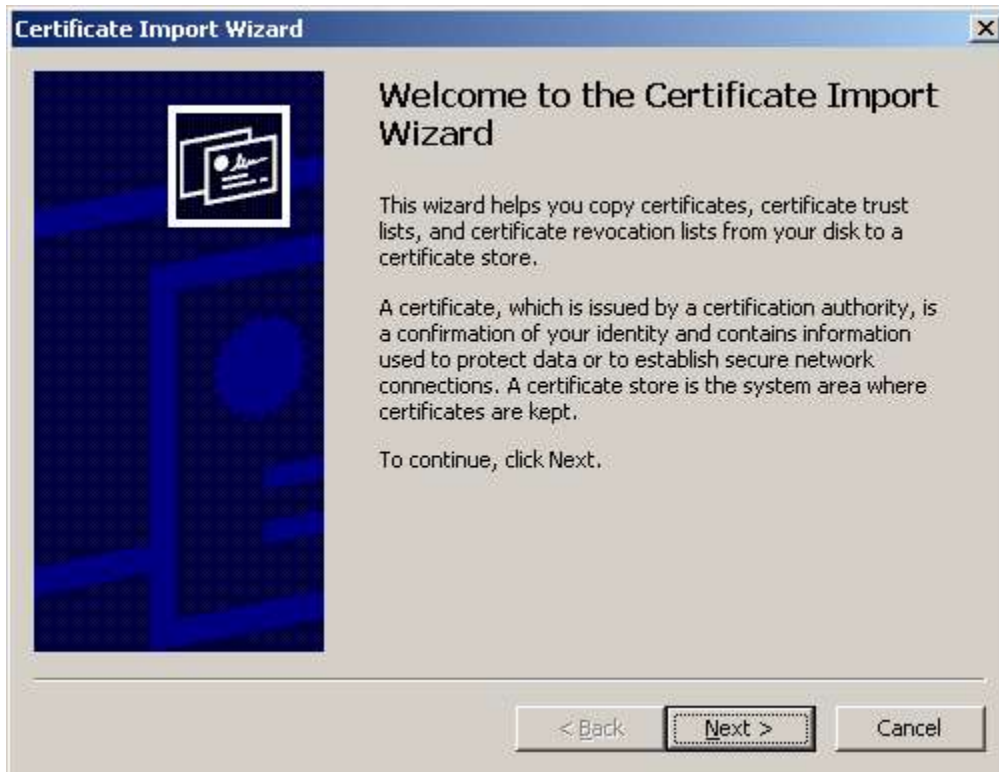 Certificate Import Wizard
Welcome to the Certificate Import
Wizard
This wizard helps you copy certificates, certificate trust
lists, and certificate revocation lists from your disk to a
certificate store.
A certificate, which is issued by a certification authority, is
a confirmation of your identity and contains information
used to protect data or to establish secure network
connections. A certificate store is the system area where
certificates are kept.
To continue, click Next.
< Back Next > Cancel